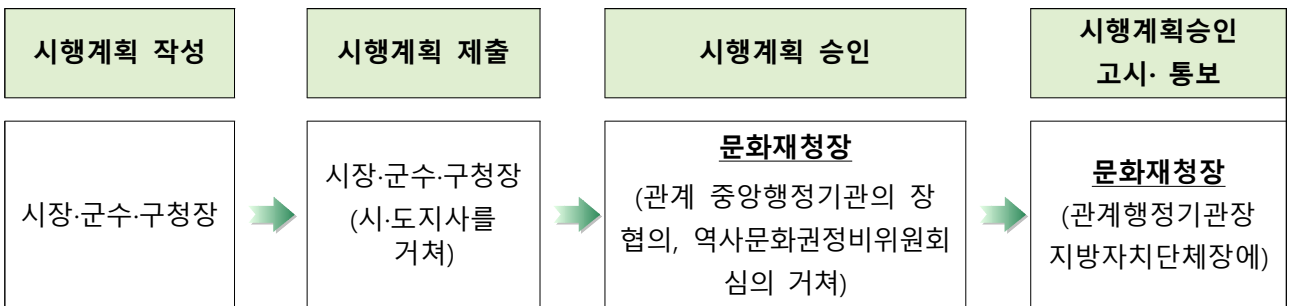 시행계획 작성
시행계획 제출
시행계획 승인
시행계획승인
고시· 통보
시장·군수·구청장
시장·군수·구청장
(시·도지사를
거쳐)
문화재청장
(관계 중앙행정기관의 장
협의, 역사문화권정비위원회
심의 거쳐)
문화재청장
(관계행정기관장
지방자치단체장에)